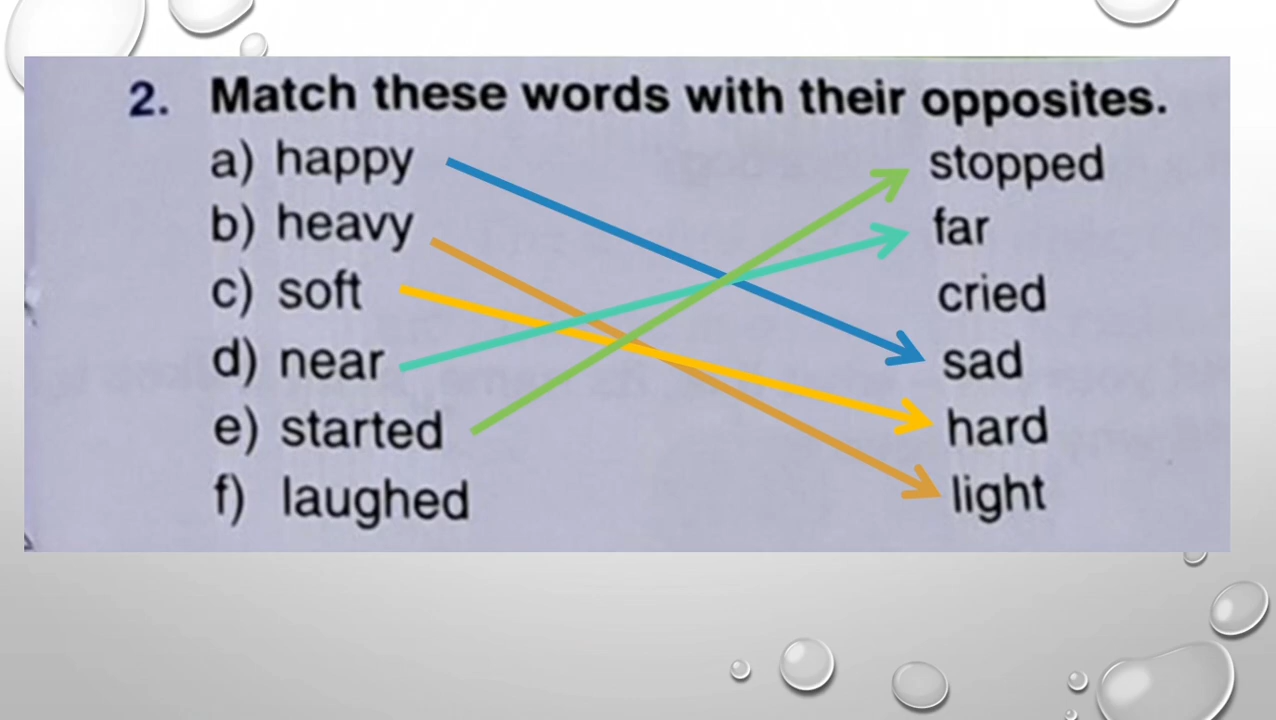 2. Match these words with their opposites.
a) happy stopped
b) heavy far
c) soft cried
d) near sad
e) started hard
f) laughed light